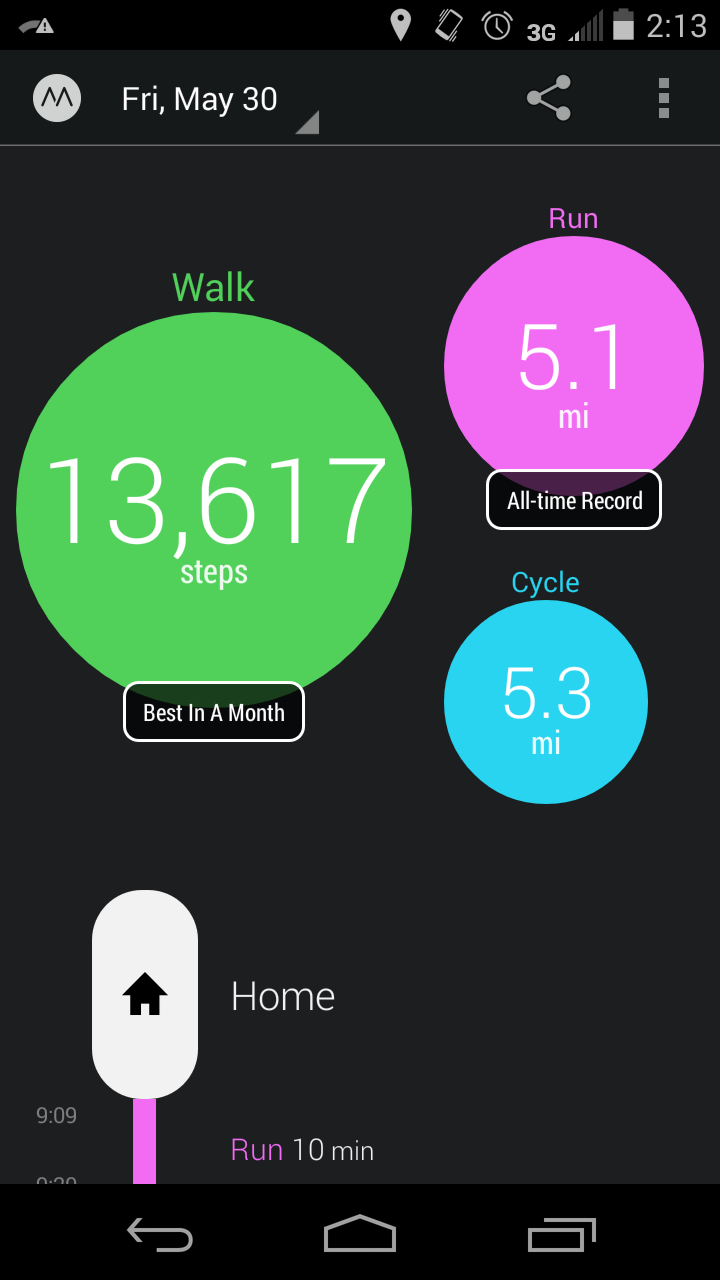 3G 2:13
Fri, May 30
Run
5.1
mi
All-time Record
Walk
13,617
steps
Best In A Month
Cycle
5.3
mi
Home
9:09
Run 10 min